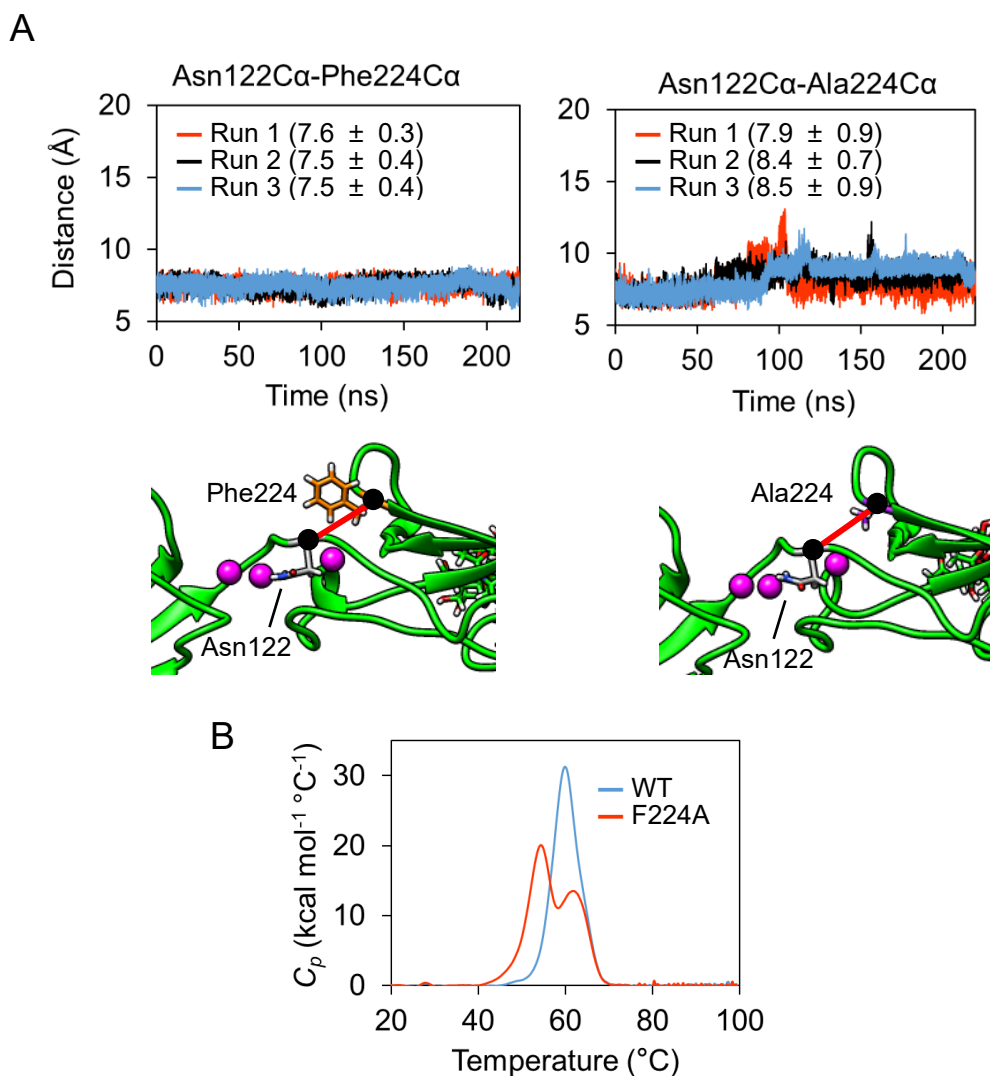 A
Asn122Cα-Phe224Cα
Distance (Å)
20
15
10
5
Run 1 (7.6 ± 0.3)
Run 2 (7.5 ± 0.4)
Run 3 (7.5 ± 0.4)
0 50 100 150 200
Time (ns)
Asn122Cα-Ala224Cα
20
15
10
5
Run 1 (7.9 ± 0.9)
Run 2 (8.4 ± 0.7)
Run 3 (8.5 ± 0.9)
0 50 100 150 200
Time (ns)
Phe224
Asn122
Ala224
Asn122
B
Cp (kcal mol-1 °C-1)
30
20
10
0
WT
F224A
20 40 60 80 100
Temperature (°C)